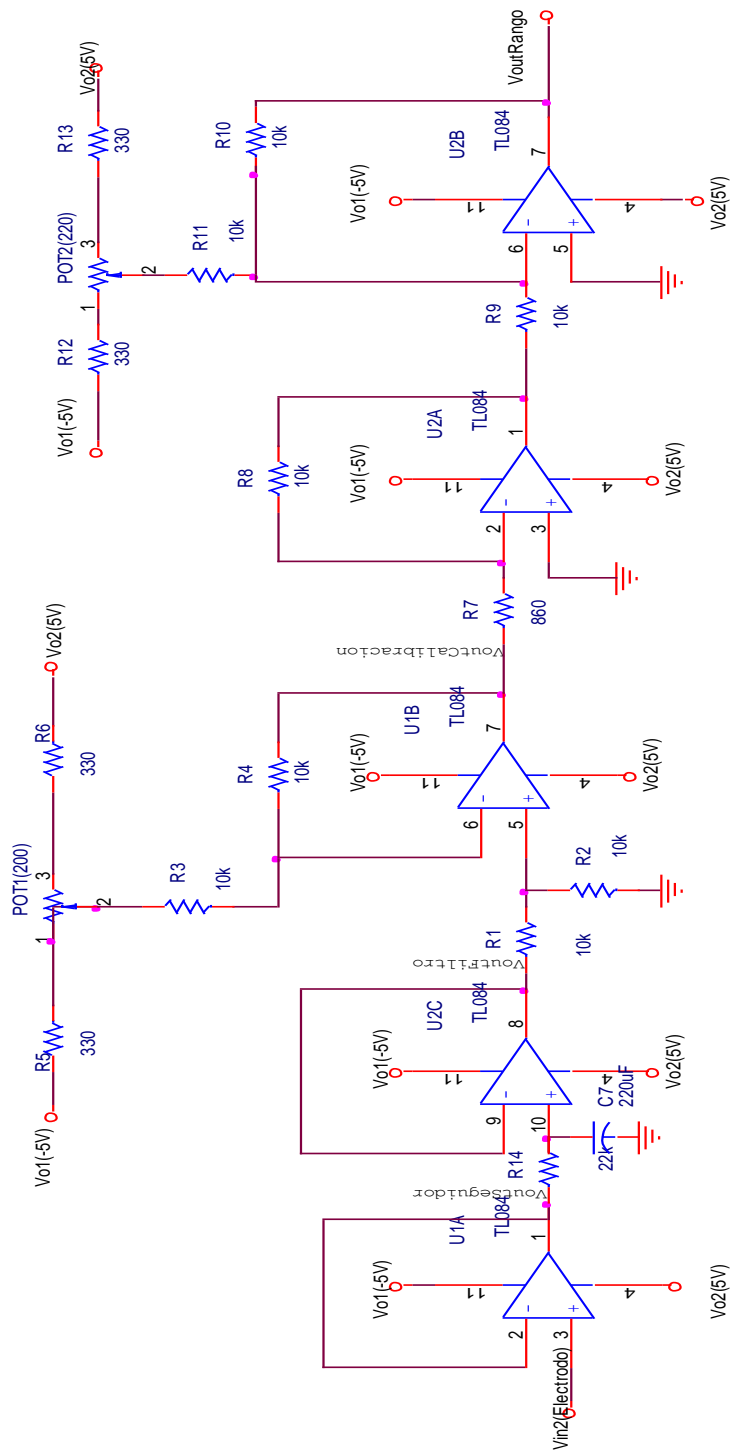 Vo1(-5V)
R5
330
POT1(200)
1
3
2
R6
330
Vo2(5V)
R3
10k
R4
10k
Vo1(-5V)
R12
330
POT2(220)
1
3
2
R13
330
Vo2(5V)
R11
10k
R10
10k
Vin2(Electrodo)
Vo1(-5V)
11
2
3
1
4
U1A
TL084
Vo2(5V)
VoutSeguidor
R14
22k
C7
220uF
Vo1(-5V)
11
9
10
8
4
U2C
TL084
Vo2(5V)
VoutFiltro
R1
10k
R2
10k
Vo1(-5V)
11
6
5
7
4
U1B
TL084
Vo2(5V)
VoutCalibracion
R7
860
R8
10k
Vo1(-5V)
11
2
3
1
4
U2A
TL084
Vo2(5V)
R9
10k
Vo1(-5V)
11
6
5
7
4
U2B
TL084
Vo2(5V)
VoutRango